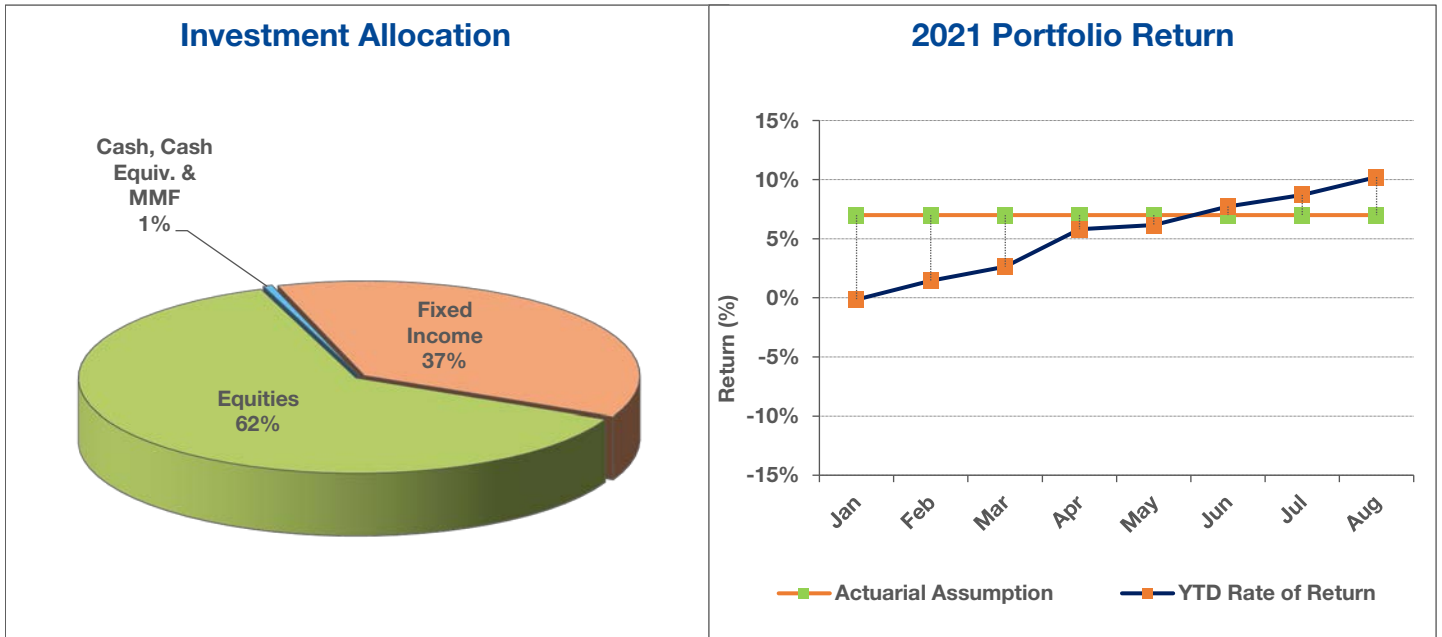 Investment Allocation
Cash, Cash
Equiv. &
MMF
1%
Fixed
Income
37%
Equities
62%
2021 Portfolio Return
Return (%)
15%
10%
5%
0%
-5%
-10%
-15%
Jan
Feb
Mar
Apr
May
Jun
Jul
Aug
Actuarial Assumption
YTD Rate of Return